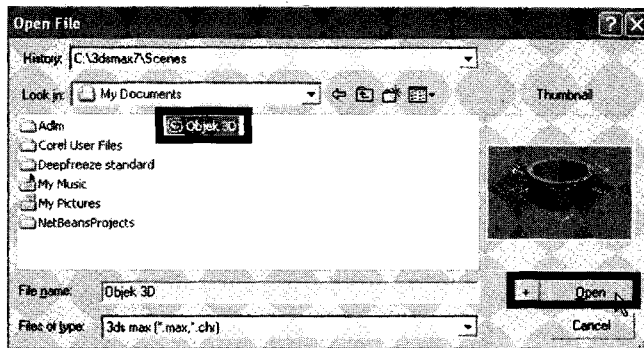 Open File
History: C:\3dsmax7\Scenes
Look in: My Documents
Thumbnail
Adm
Objek 3D
Corel User Files
Deepfreeze standard
My Music
My Pictures
NetBeansProjects
File name: Objek 3D
+ Open
Files of type: 3ds max (*.max,*.chr)
Cancel